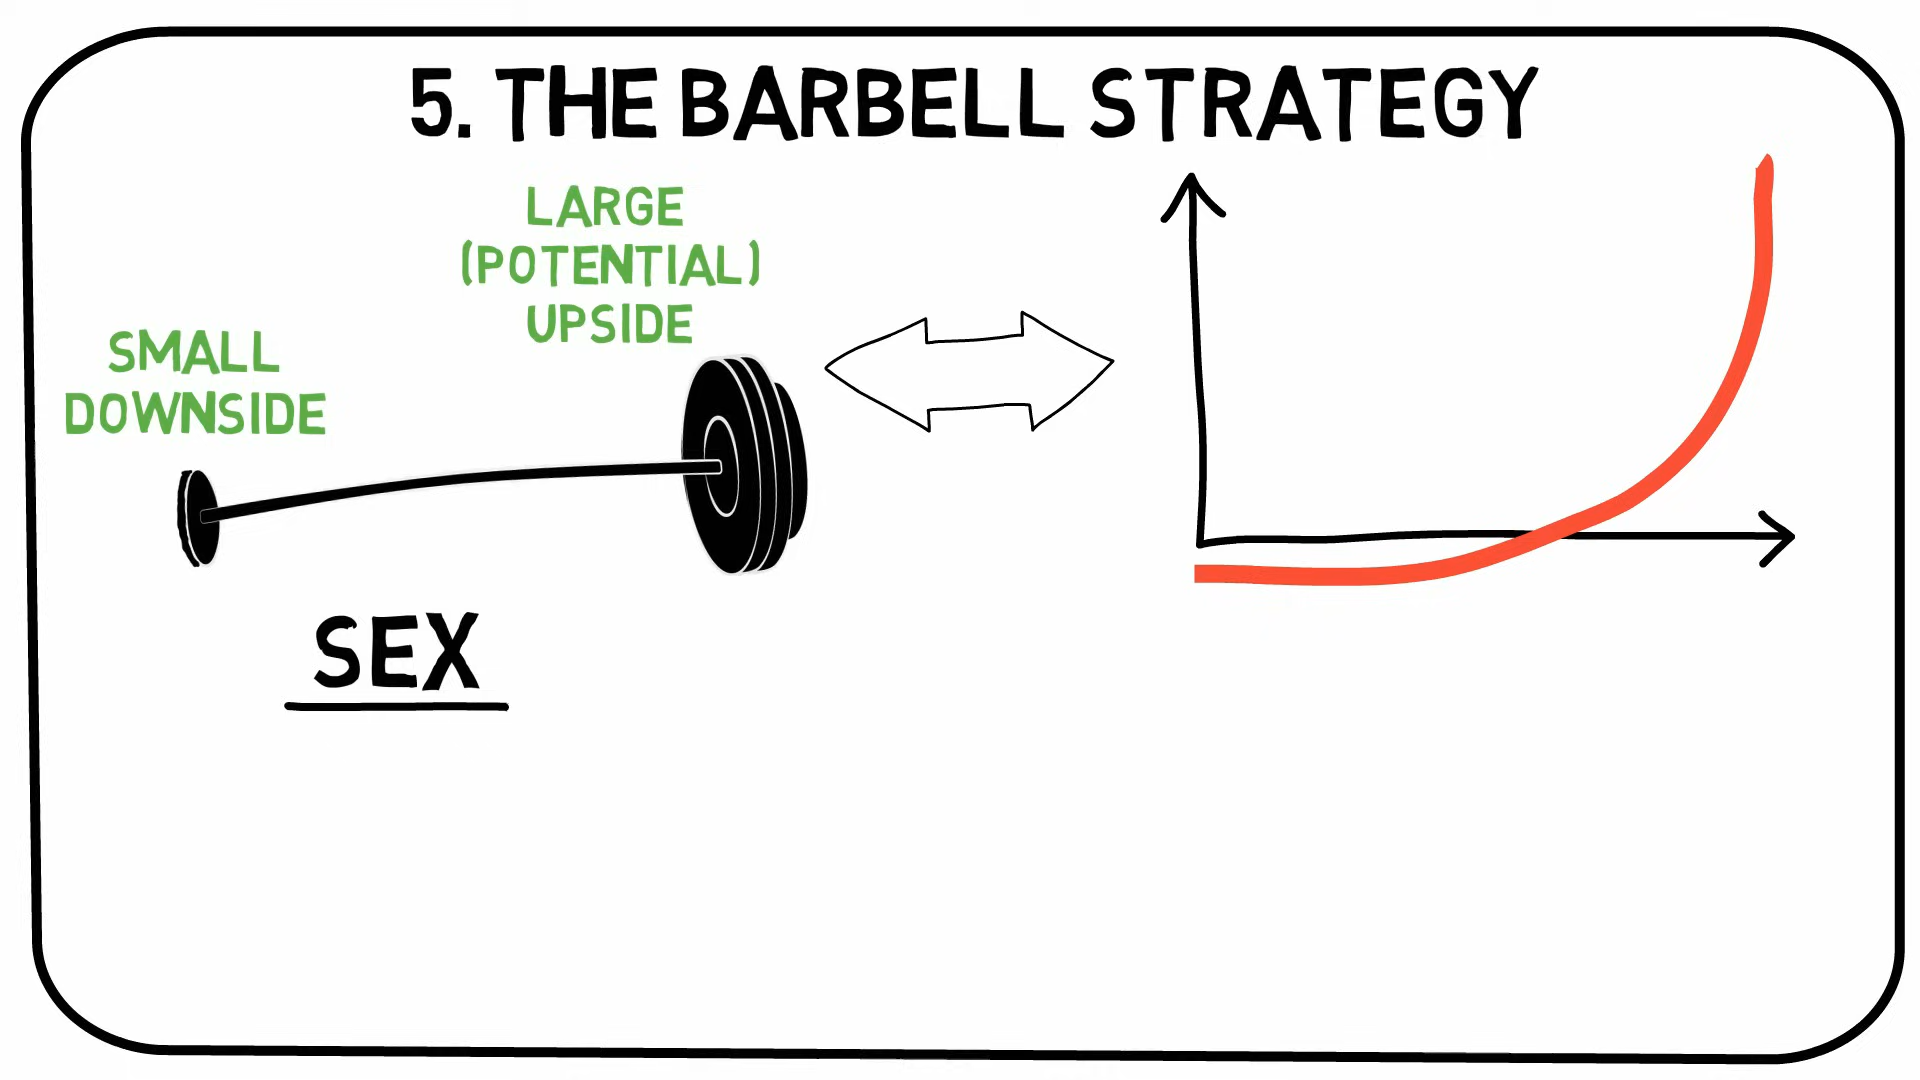 5. THE BARBELL STRATEGY
LARGE
(POTENTIAL)
UPSIDE
SMALL
DOWNSIDE
SEX